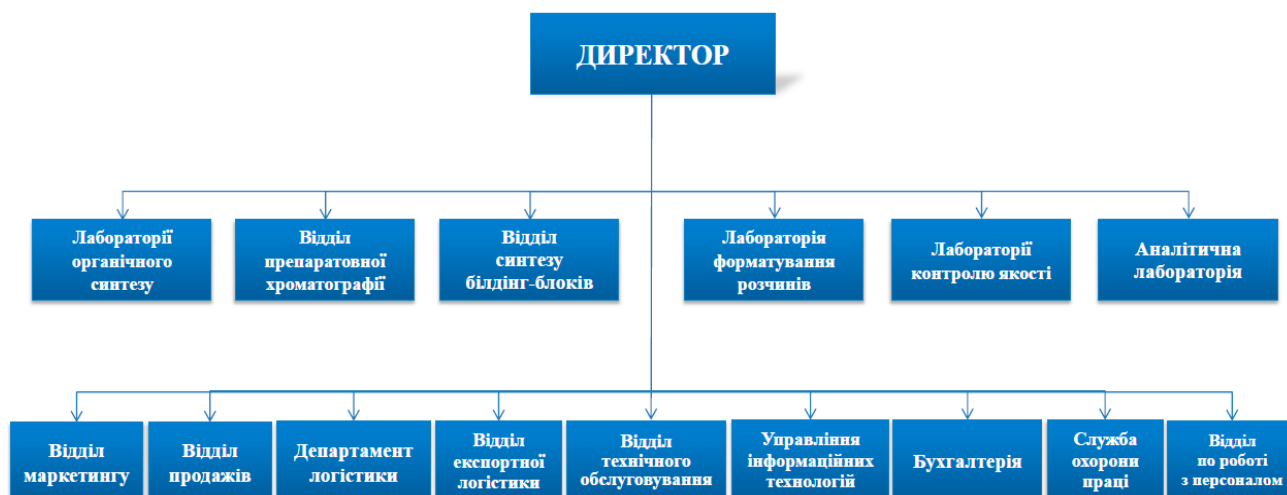 ДИРЕКТОР
Лабораторії
органічного
синтезу
Відділ
препаратовної
хроматографії
Відділ
синтезу
білдінг-блоків
Лабораторія
форматування
розчинів
Лабораторії
контролю якості
Аналітична
лабораторія
Відділ
маркетингу
Відділ
продажів
Департамент
логістики
Відділ
експортної
логістики
Відділ
технічного
обслуговування
Управління
інформаційних
технологій
Бухгалтерія
Служба
охорони
праці
Відділ
по роботі
з персоналом